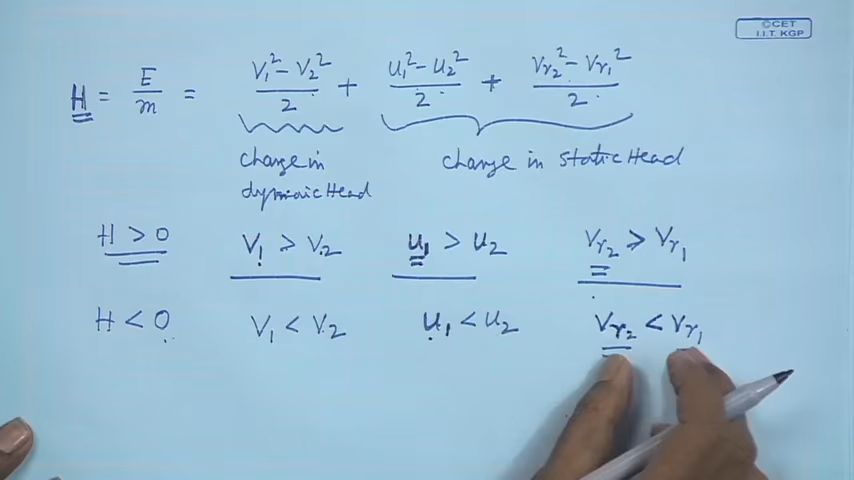 ©CET
I.I.T. KGP
H = E/m = (V₁² - V₂²)/2 + (u₁² - u₂²)/2 + (Vr₂² - Vr₁²)/2
change in change in static Head
dynamic Head
H > 0 V₁ > V₂ u₁ > u₂ Vr₂ > Vr₁
H < 0 V₁ < V₂ u₁ < u₂ Vr₂ < Vr₁